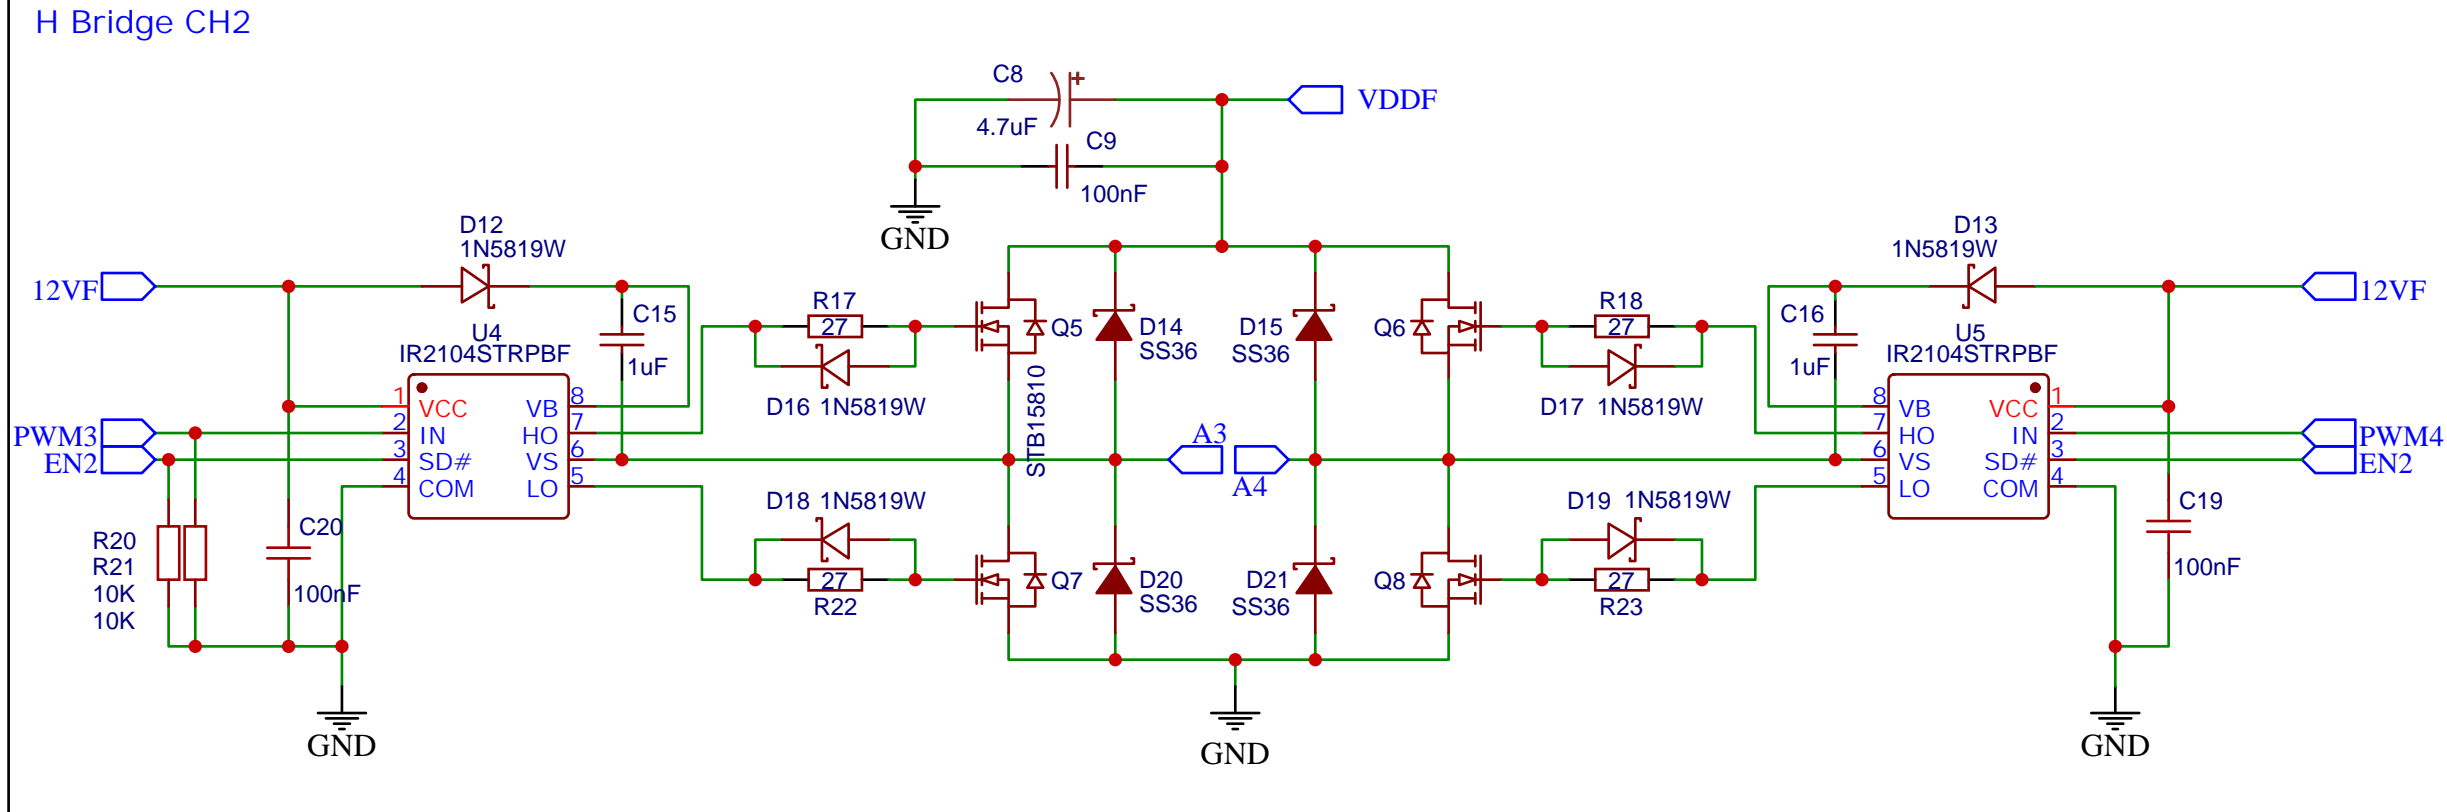 H Bridge CH2
C8
4.7uF
C9
100nF
VDDF
GND
D12
1N5819W
12VF
C15
1uF
U4
IR2104STRPBF
1 VCC
2 IN
3 SD#
4 COM
VB 8
HO 7
VS 6
LO 5
PWM3
EN2
R20
R21
10K
10K
C20
100nF
GND
R17
27
D16 1N5819W
Q5
STB15810
D14
SS36
D15
SS36
Q6
R18
27
D17 1N5819W
A3
A4
D18 1N5819W
27
R22
Q7
D20
SS36
D21
SS36
Q8
D19 1N5819W
27
R23
GND
D13
1N5819W
12VF
C16
1uF
U5
IR2104STRPBF
8 VB
7 HO
6 VS
5 LO
VCC 1
IN 2
SD# 3
COM 4
PWM4
EN2
C19
100nF
GND